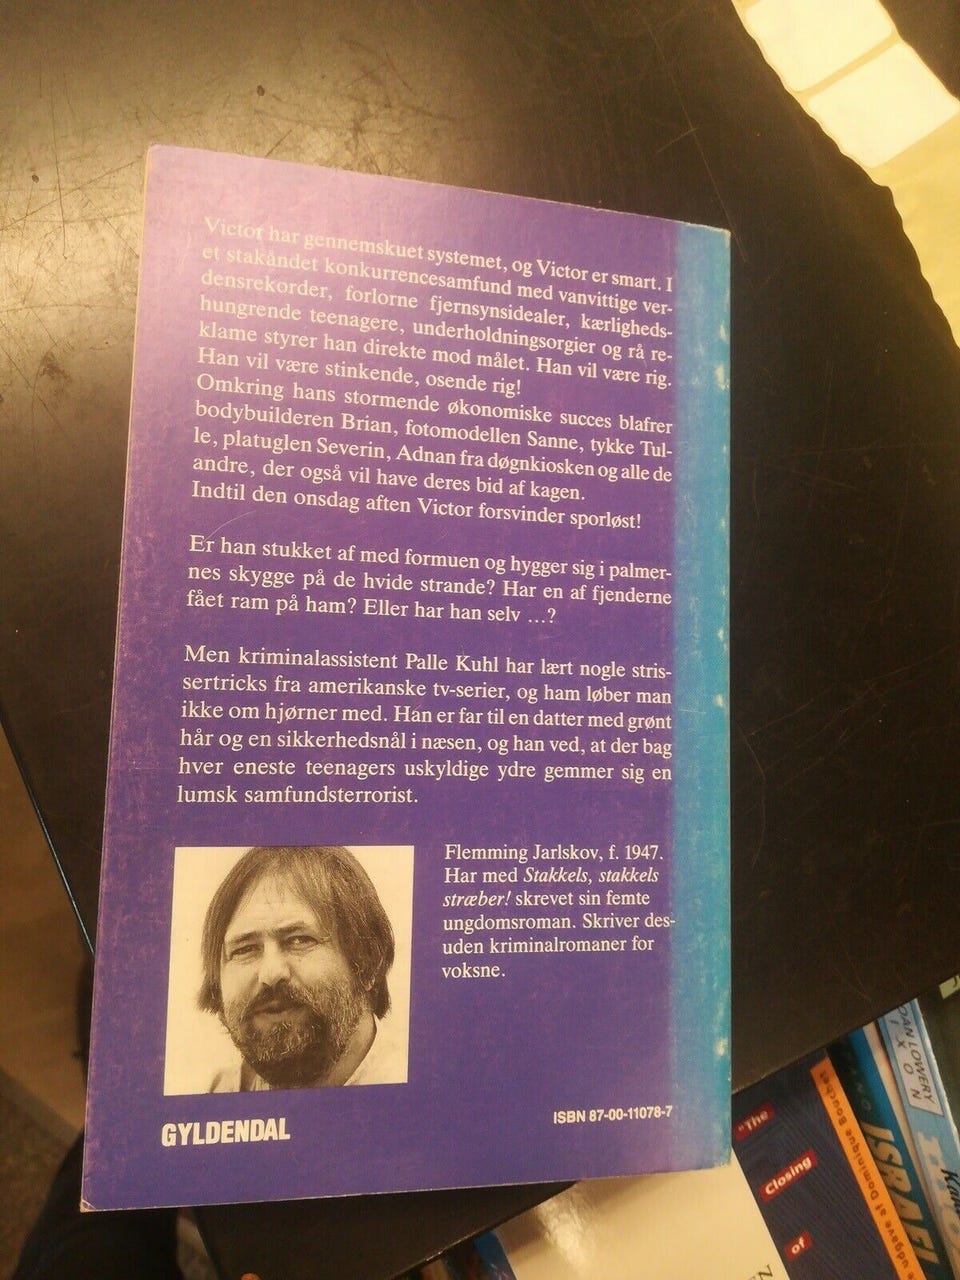 Victor har gennemskuet systemet, og Victor er smart. I
et stakåndet konkurrencesamfund med vanvittige ver-
densrekorder, forlorne fjernsynsidealer, kærligheds-
hungrende teenagere, underholdningsorgier og rå re-
klame styrer han direkte mod målet. Han vil være rig.
Han vil være stinkende, osende rig!
Omkring hans stormende økonomiske succes blafrer
bodybuilderen Brian, fotomodellen Sanne, tykke Tul-
le, platuglen Severin, Adnan fra døgnkiosken og alle de
andre, der også vil have deres bid af kagen.
Indtil den onsdag aften Victor forsvinder sporløst!
Er han stukket af med formuen og hygger sig i palmer-
nes skygge på de hvide strande? Har en af fjenderne
fået ram på ham? Eller har han selv ...?
Men kriminalassistent Palle Kuhl har lært nogle stris-
sertricks fra amerikanske tv-serier, og ham løber man
ikke om hjørner med. Han er far til en datter med grønt
hår og en sikkerhedsnål i næsen, og han ved, at der bag
hver eneste teenagers uskyldige ydre gemmer sig en
lumsk samfundsterrorist.
Flemming Jarlskov, f. 1947.
Har med Stakkels, stakkels
stræber! skrevet sin femte
ungdomsroman. Skriver des-
uden kriminalromaner for
voksne.
GYLDENDAL
ISBN 87-00-11078-7
"The
Closing
of
udgave af Dominique Bouchet
ISRAEL
LOWERY